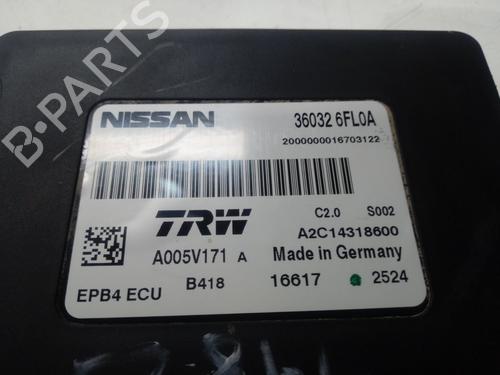 B-PARTS
NISSAN 36032 6FL0A
2000000016703122
TRW C2.0 S002
A2C14318600
A005V171 A Made in Germany
EPB4 ECU B418 16617 2524